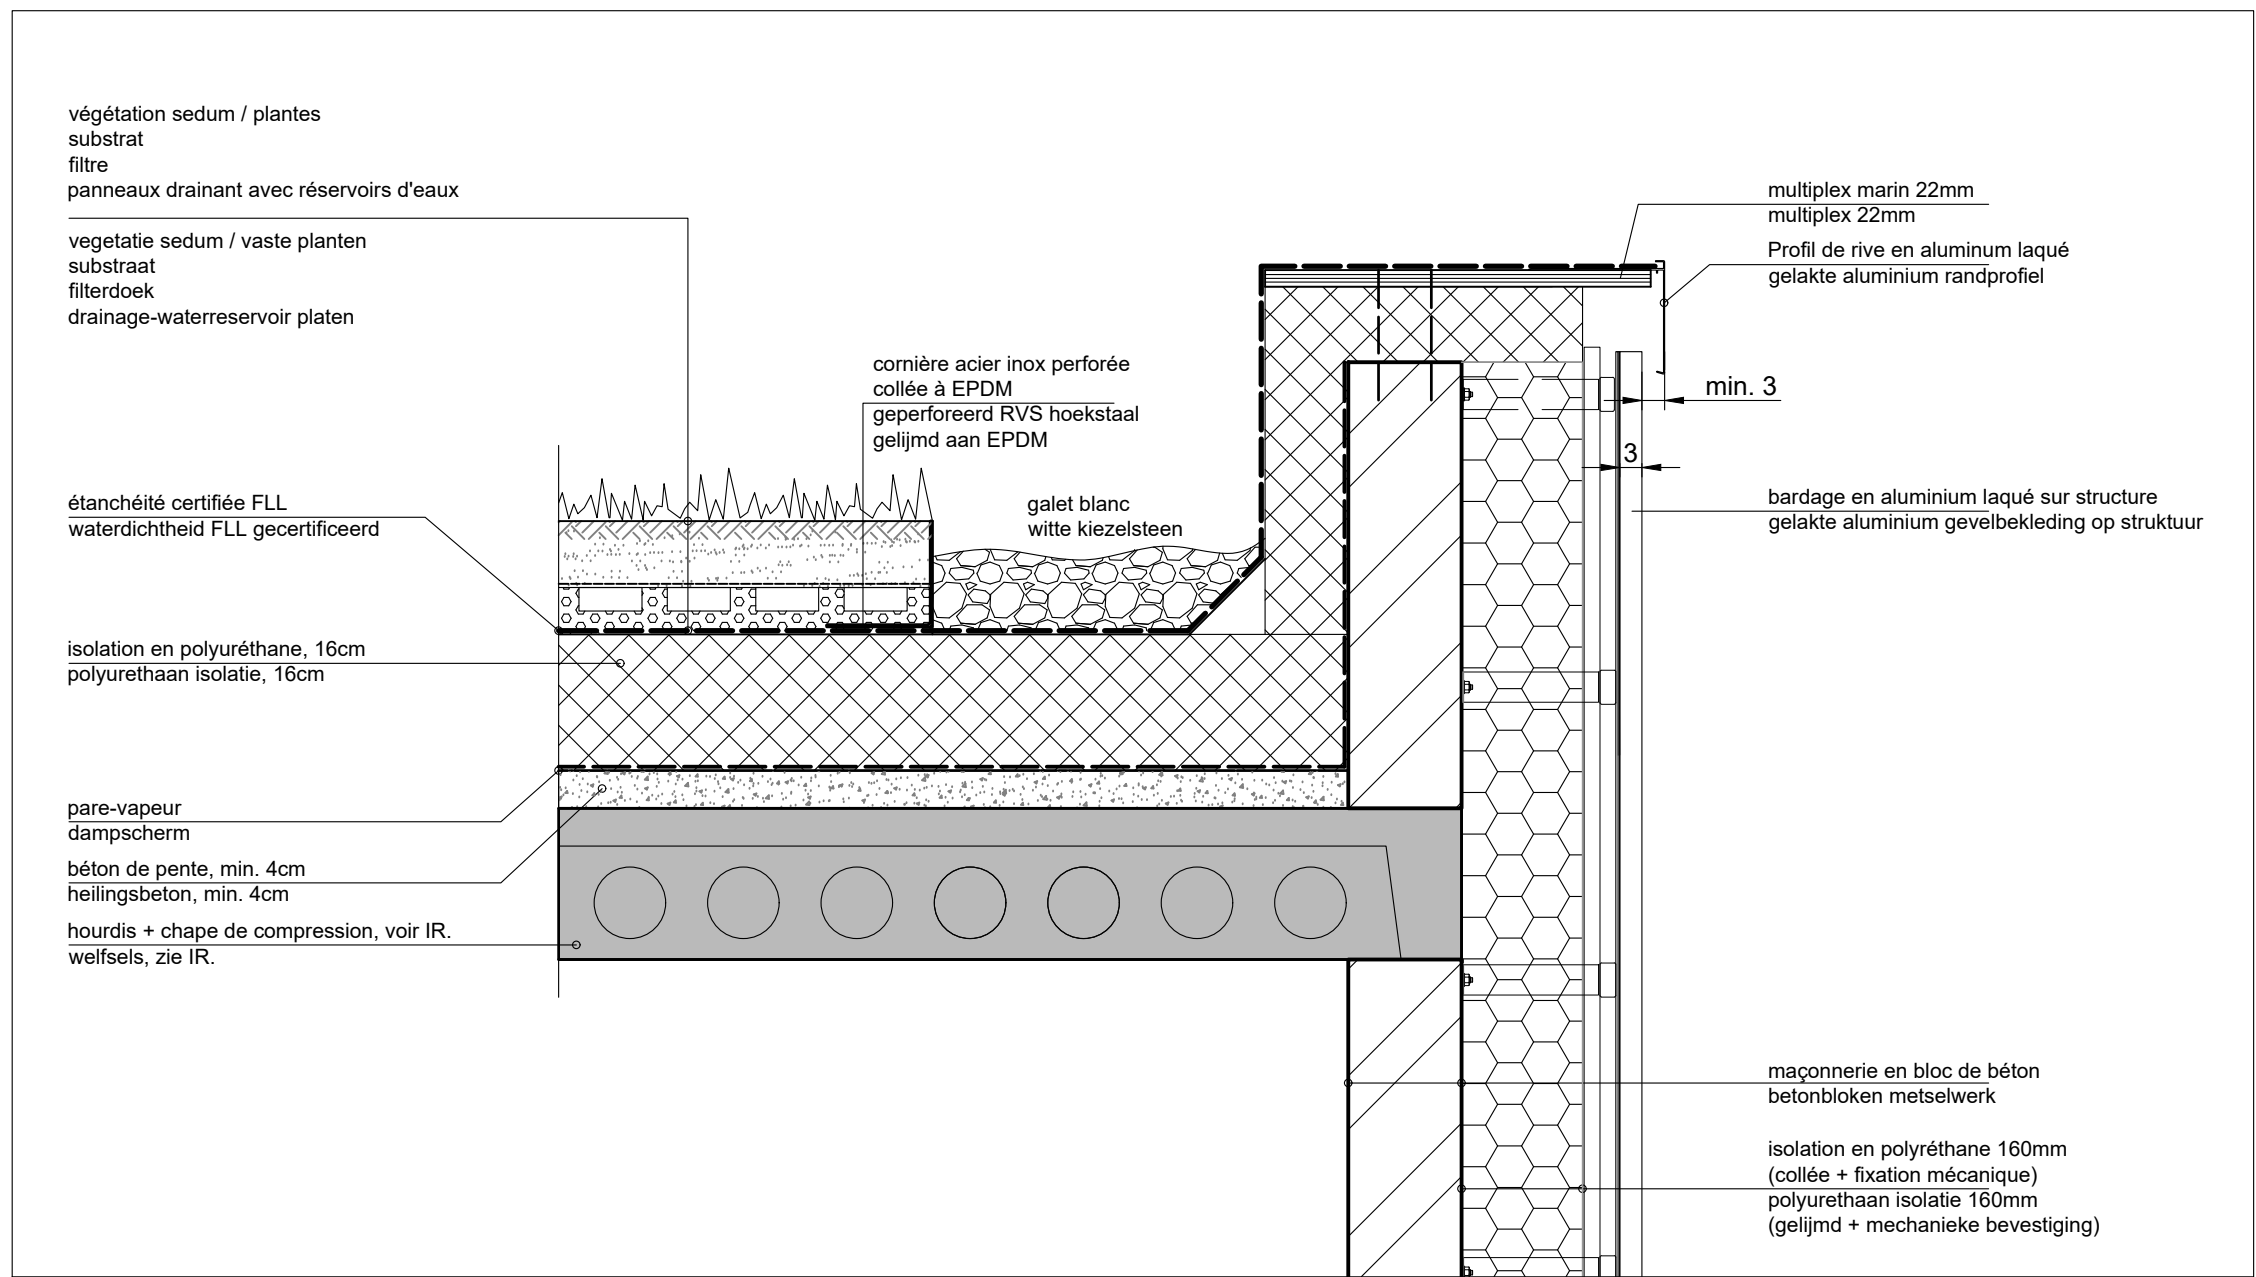 végétation sedum / plantes
substrat
filtre
panneaux drainant avec réservoirs d'eaux
vegetatie sedum / vaste planten
substraat
filterdoek
drainage-waterreservoir platen
cornière acier inox perforée
collée à EPDM
geperforeerd RVS hoekstaal
gelijmd aan EPDM
galet blanc
witte kiezelsteen
étanchéité certifiée FLL
waterdichtheid FLL gecertificeerd
isolation en polyuréthane, 16cm
polyurethaan isolatie, 16cm
pare-vapeur
dampscherm
béton de pente, min. 4cm
heilingsbeton, min. 4cm
hourdis + chape de compression, voir IR.
welfsels, zie IR.
multiplex marin 22mm
multiplex 22mm
Profil de rive en aluminum laqué
gelakte aluminium randprofiel
min. 3
3
bardage en aluminium laqué sur structure
gelakte aluminium gevelbekleding op struktuur
maçonnerie en bloc de béton
betonbloken metselwerk
isolation en polyréthane 160mm
(collée + fixation mécanique)
polyurethaan isolatie 160mm
(gelijmd + mechanieke bevestiging)